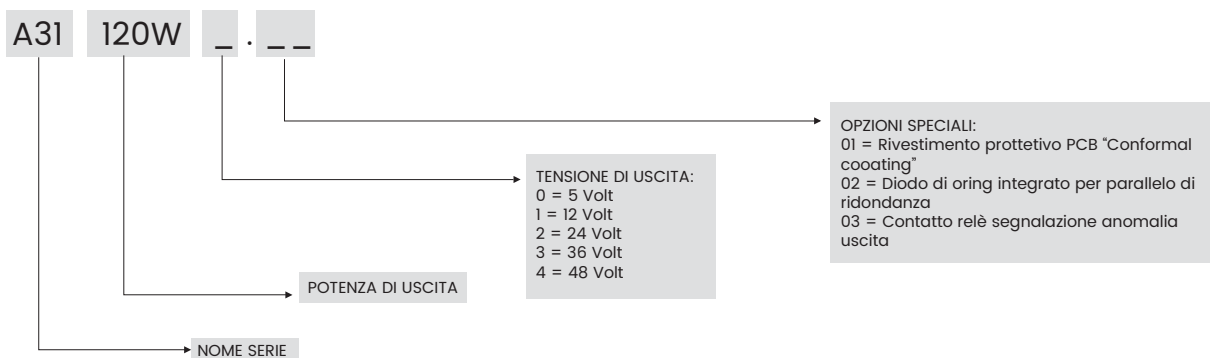 A31 120W _ . _ _
OPZIONI SPECIALI:
01 = Rivestimento prottetivo PCB “Conformal
cooating”
02 = Diodo di oring integrato per parallelo di
ridondanza
03 = Contatto relè segnalazione anomalia
uscita
TENSIONE DI USCITA:
0 = 5 Volt
1 = 12 Volt
2 = 24 Volt
3 = 36 Volt
4 = 48 Volt
POTENZA DI USCITA
NOME SERIE